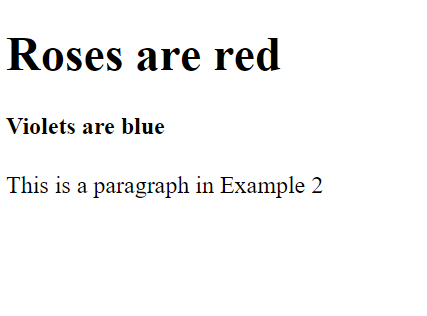 Roses are red
Violets are blue
This is a paragraph in Example 2